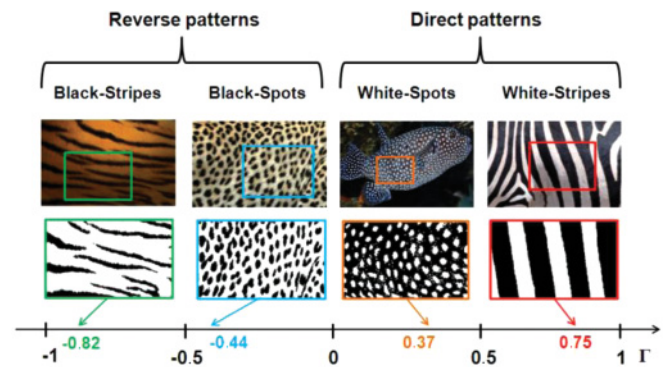 Reverse patterns Direct patterns
Black-Stripes Black-Spots White-Spots White-Stripes
-0.82 -0.44 0.37 0.75
-1 -0.5 0 0.5 1 Γ